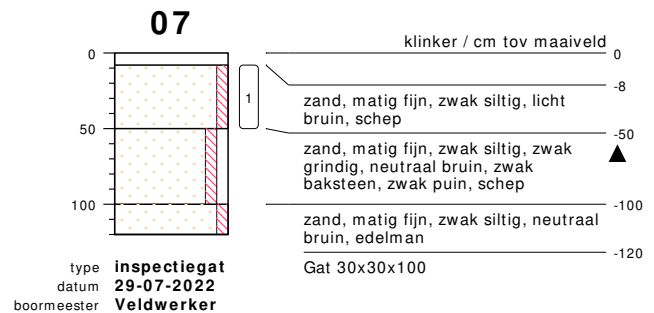 07
klinker / cm tov maaiveld
0
0
-8
1
zand, matig fijn, zwak siltig, licht
bruin, schep
50
-50
zand, matig fijn, zwak siltig, zwak
grindig, neutraal bruin, zwak
baksteen, zwak puin, schep
100
-100
zand, matig fijn, zwak siltig, neutraal
bruin, edelman
-120
Gat 30x30x100
type inspectiegat
datum 29-07-2022
boormeester Veldwerker